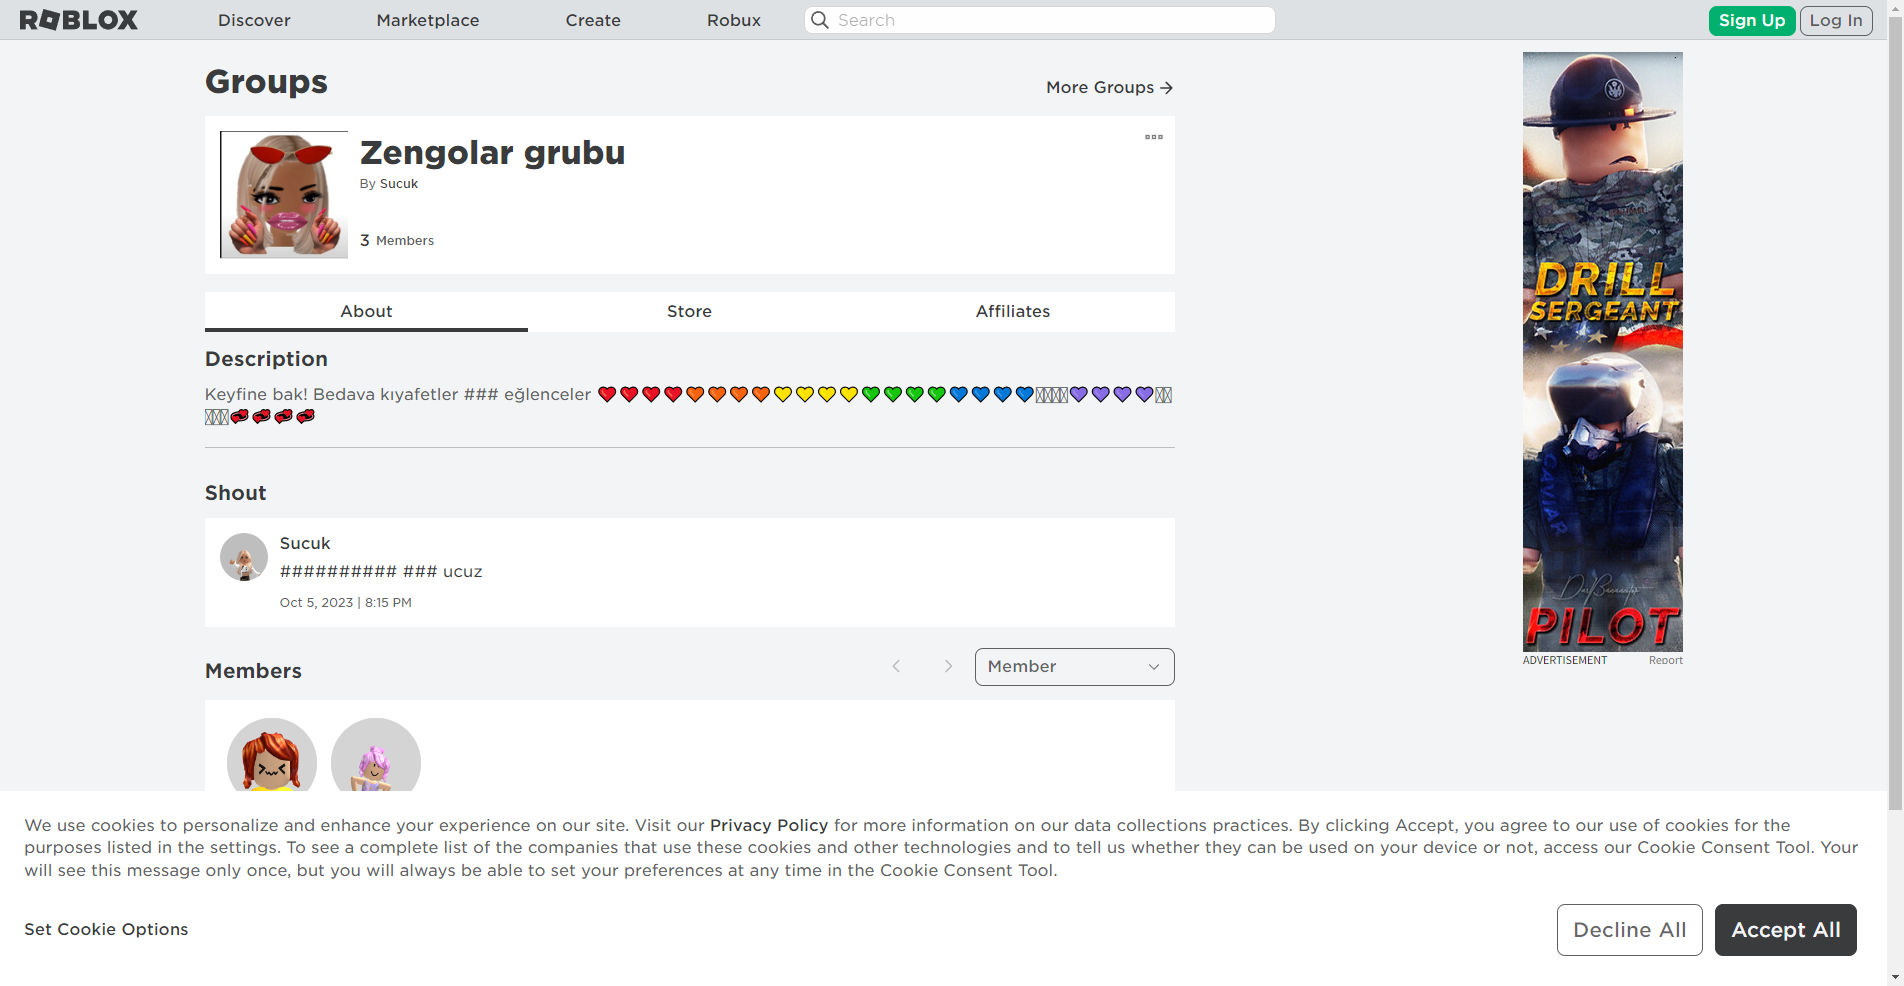 ROBLOX Discover Marketplace Create Robux Search Sign Up Log In
Groups
More Groups
Zengolar grubu
By Sucuk
3 Members
About Store Affiliates
Description
Keyfine bak! Bedava kıyafetler ### eğlenceler
Shout
Sucuk
########## ### ucuz
Oct 5, 2023 | 8:15 PM
Members
Member
DRILL
SERGEANT
CAVIAR
PILOT
ADVERTISEMENT Report
We use cookies to personalize and enhance your experience on our site. Visit our Privacy Policy for more information on our data collections practices. By clicking Accept, you agree to our use of cookies for the
purposes listed in the settings. To see a complete list of the companies that use these cookies and other technologies and to tell us whether they can be used on your device or not, access our Cookie Consent Tool. Your
will see this message only once, but you will always be able to set your preferences at any time in the Cookie Consent Tool.
Set Cookie Options
Decline All
Accept All